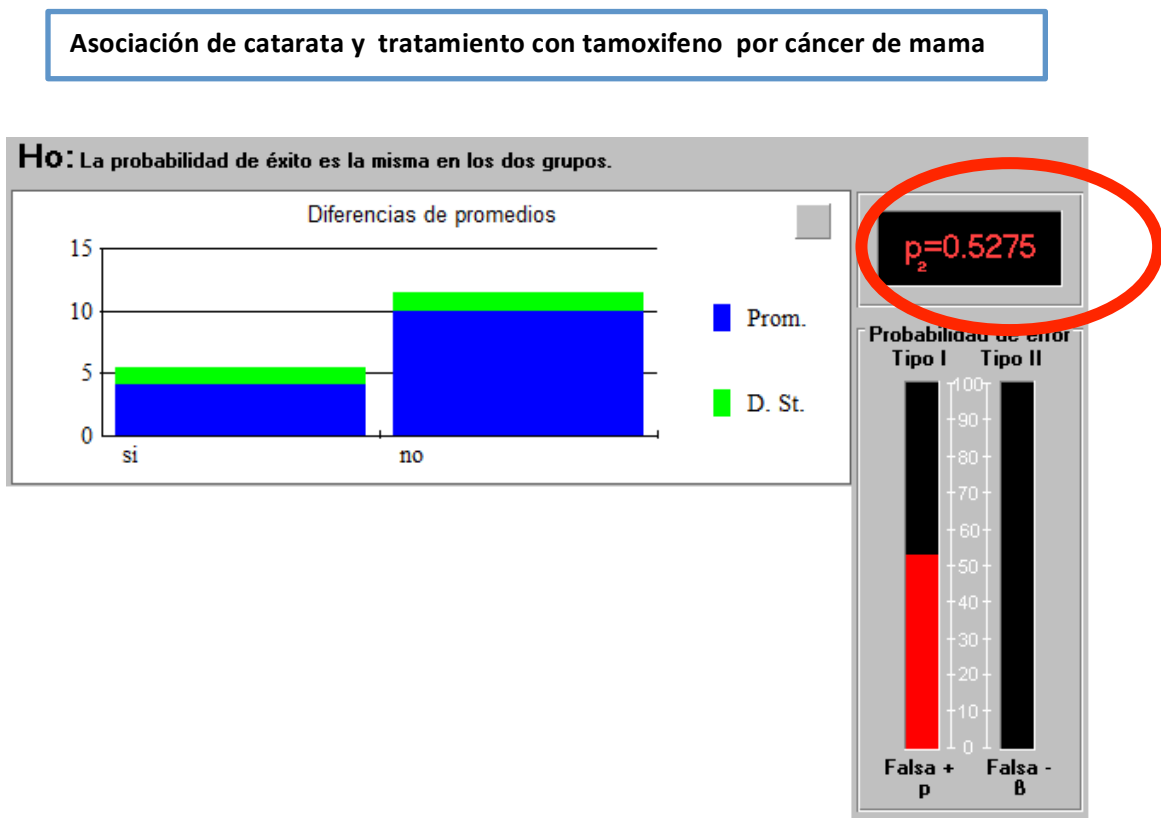 Asociación de catarata y tratamiento con tamoxifeno por cáncer de mama
Ho: La probabilidad de éxito es la misma en los dos grupos.
Diferencias de promedios
15
10
5
0
si
no
Prom.
D. St.
p₂=0.5275
Probabilidad de error
Tipo I Tipo II
100
90
80
70
60
50
40
30
20
10
0
Falsa + Falsa -
p ß